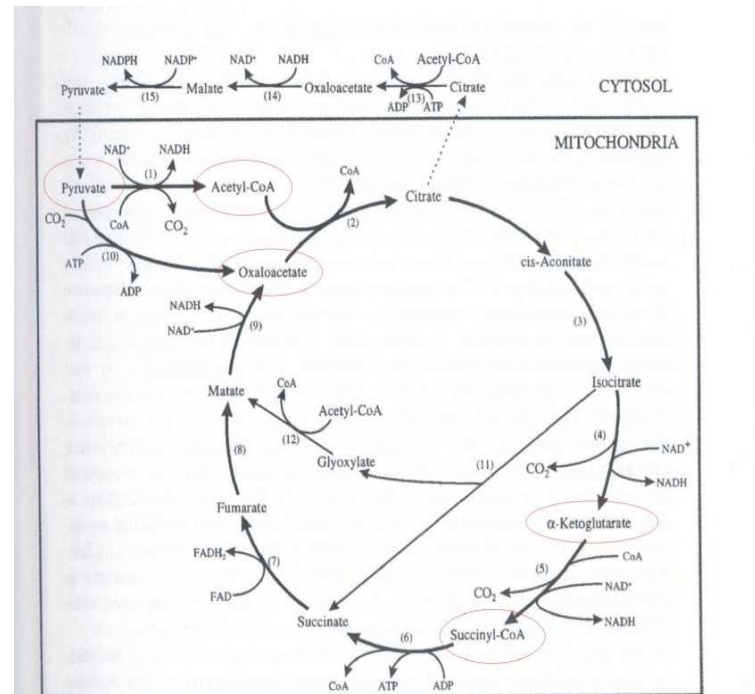 NADPH NADP⁺ NAD⁺ NADH CoA Acetyl-CoA
Pyruvate (15) Malate (14) Oxaloacetate (13) Citrate
ADP ATP
CYTOSOL
MITOCHONDRIA
NAD⁺ NADH
(1)
Pyruvate Acetyl-CoA
CoA CO₂
CoA
(2)
Citrate
CO₂
ATP (10) ADP
Oxaloacetate
cis-Aconitate
(3)
NADH
NAD⁺
(9)
Isocitrate
Matate
CoA
Acetyl-CoA
(12)
Glyoxylate
(11)
(4)
NAD⁺
CO₂
NADH
(8)
Fumarate
α-Ketoglutarate
FADH₂
(7)
FAD
(5)
CoA
CO₂
NAD⁺
NADH
Succinate
(6)
Succinyl-CoA
CoA ATP ADP